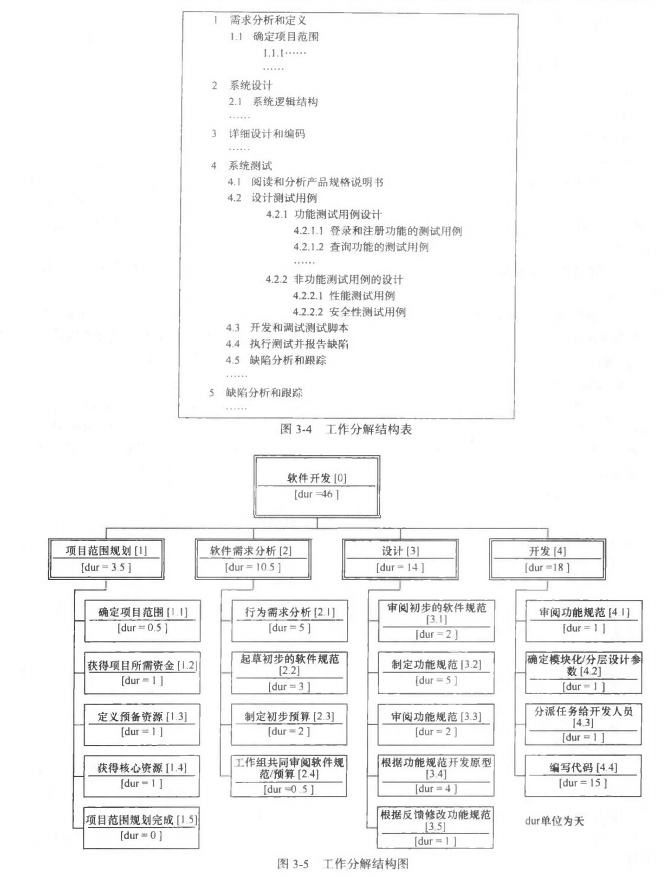 1 需求分析和定义
1.1 确定项目范围
1.1.1……
……
2 系统设计
2.1 系统逻辑结构
……
3 详细设计和编码
……
4 系统测试
4.1 阅读和分析产品规格说明书
4.2 设计测试用例
4.2.1 功能测试用例设计
4.2.1.1 登录和注册功能的测试用例
4.2.1.2 查询功能的测试用例
……
4.2.2 非功能测试用例的设计
4.2.2.1 性能测试用例
4.2.2.2 安全性测试用例
4.3 开发和调试测试脚本
4.4 执行测试并报告缺陷
4.5 缺陷分析和跟踪
……
5 缺陷分析和跟踪
……
图 3-4 工作分解结构表
软件开发 [0]
[dur =46 ]
项目范围规划 [1]
[dur = 3.5 ]
软件需求分析 [2]
[dur = 10.5 ]
设计 [3]
[dur = 14 ]
开发 [4]
[dur =18 ]
确定项目范围 [1.1]
[dur = 0.5 ]
获得项目所需资金 [1.2]
[dur = 1 ]
定义预备资源 [1.3]
[dur = 1 ]
获得核心资源 [1.4]
[dur = 1 ]
项目范围规划完成 [1.5]
[dur = 0 ]
行为需求分析 [2.1]
[dur = 5 ]
起草初步的软件规范
[2.2]
[dur = 3 ]
制定初步预算 [2.3]
[dur = 2 ]
工作组共同审阅软件规
范/预算 [2.4]
[dur =0 .5 ]
审阅初步的软件规范
[3.1]
[dur = 2 ]
制定功能规范 [3.2]
[dur = 5 ]
审阅功能规范 [3.3]
[dur = 2 ]
根据功能规范开发原型
[3.4]
[dur = 4 ]
根据反馈修改功能规范
[3.5]
[dur = 1 ]
审阅功能规范 [4.1]
[dur = 1 ]
确定模块化/分层设计参
数 [4.2]
[dur = 1 ]
分派任务给开发人员
[4.3]
[dur = 1 ]
编写代码 [4.4]
[dur = 15 ]
dur单位为天
图 3-5 工作分解结构图